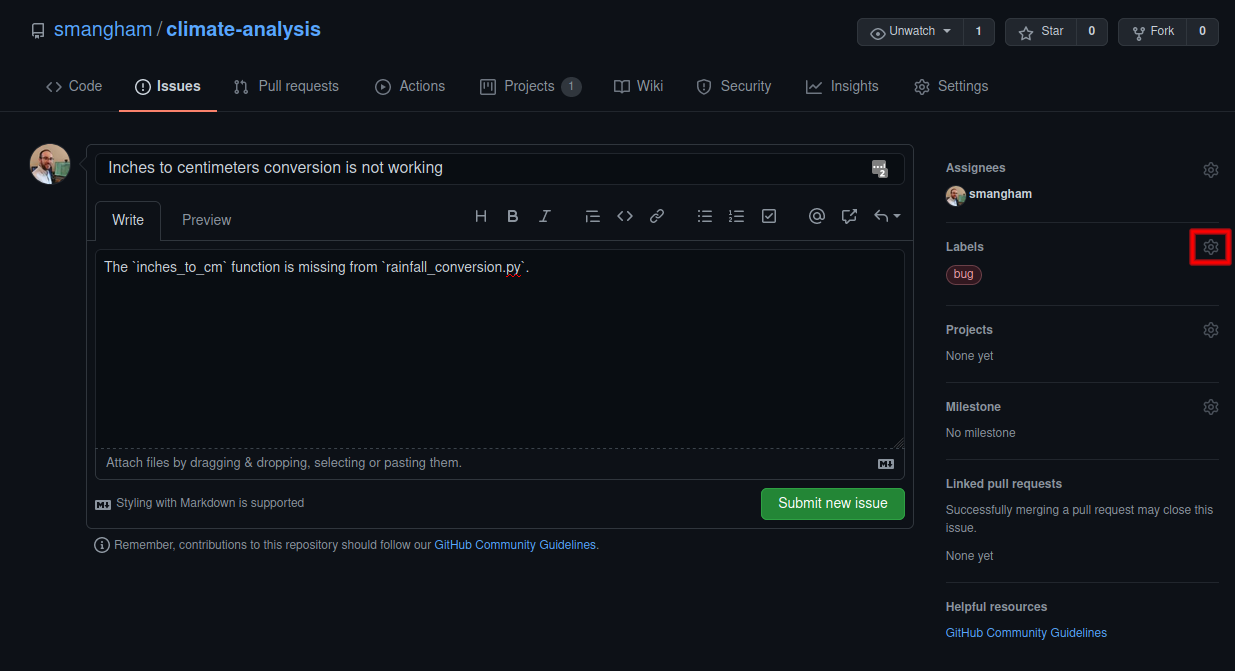 smangham / climate-analysis
Unwatch 1 Star 0 Fork 0
Code Issues Pull requests Actions Projects 1 Wiki Security Insights Settings
Inches to centimeters conversion is not working
Write Preview
The `inches_to_cm` function is missing from `rainfall_conversion.py`.
Attach files by dragging & dropping, selecting or pasting them.
Styling with Markdown is supported
Submit new issue
Remember, contributions to this repository should follow our GitHub Community Guidelines.
Assignees
smangham
Labels
bug
Projects
None yet
Milestone
No milestone
Linked pull requests
Successfully merging a pull request may close this
issue.
None yet
Helpful resources
GitHub Community Guidelines